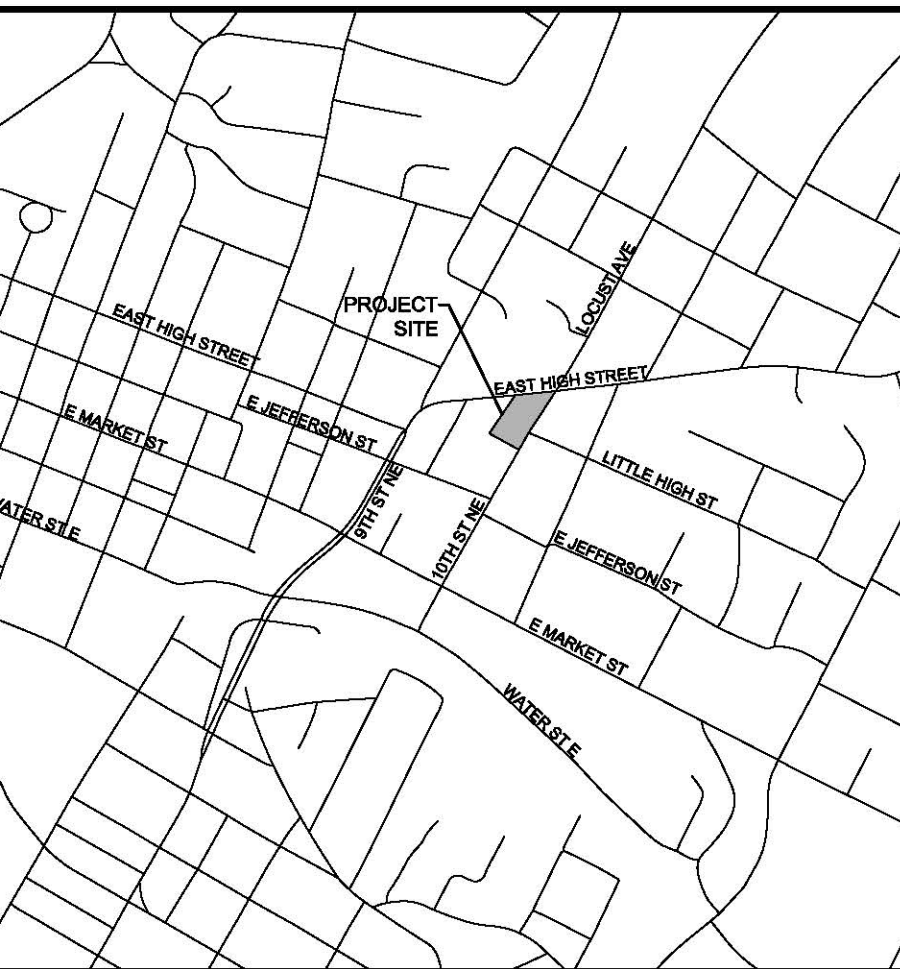 LOCUST AVE
PROJECT
SITE
EAST HIGH STREET
EAST HIGH STREET
E JEFFERSON ST
E MARKET ST
LITTLE HIGH ST
9TH ST NE
10TH ST NE
WATER ST E
E JEFFERSON ST
E MARKET ST
WATER ST E